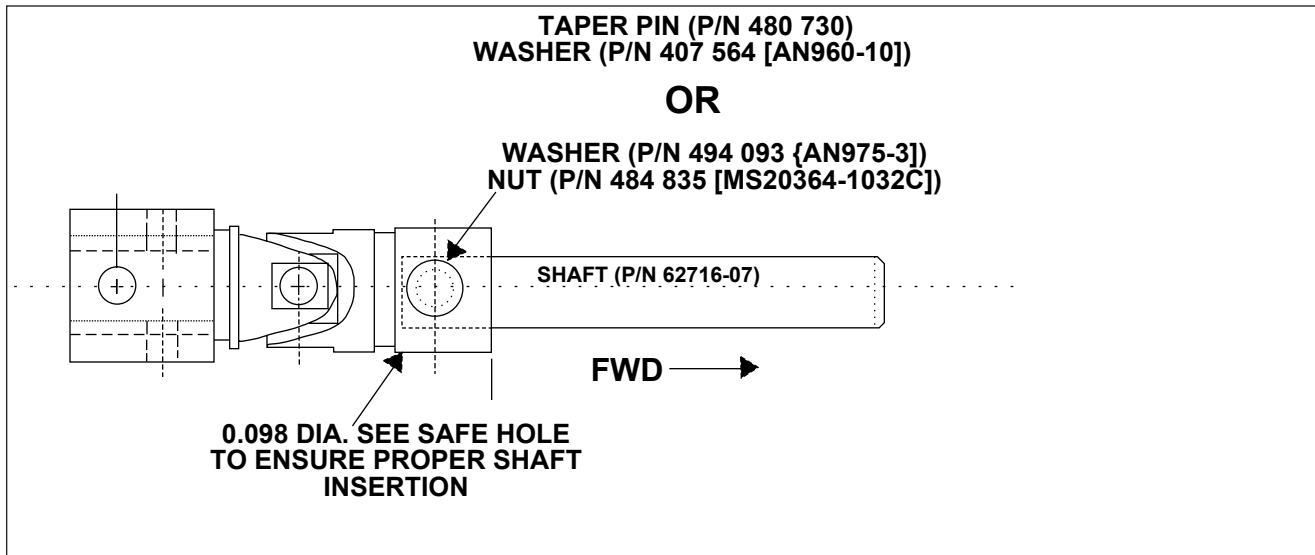 TAPER PIN (P/N 480 730)
WASHER (P/N 407 564 [AN960-10])
OR
WASHER (P/N 494 093 {AN975-3])
NUT (P/N 484 835 [MS20364-1032C])
SHAFT (P/N 62716-07)
FWD
0.098 DIA. SEE SAFE HOLE
TO ENSURE PROPER SHAFT
INSERTION